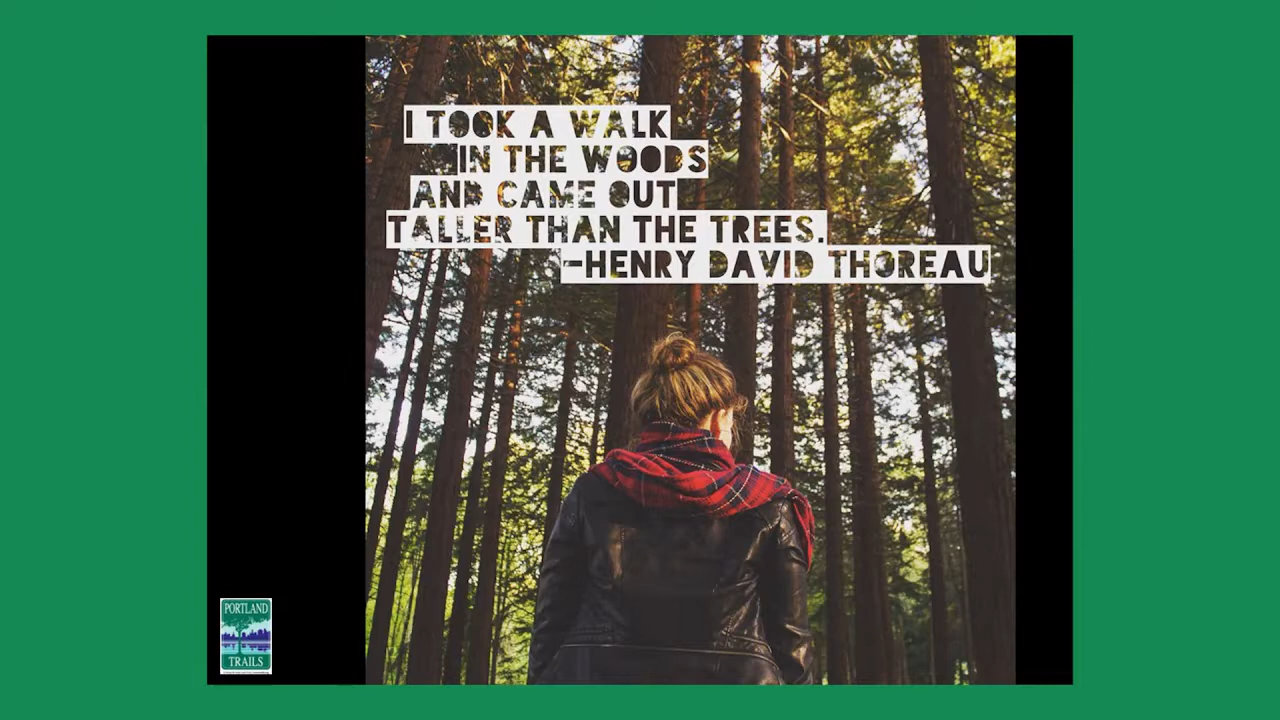 I TOOK A WALK
IN THE WOODS
AND CAME OUT
TALLER THAN THE TREES.
-HENRY DAVID THOREAU
PORTLAND
TRAILS